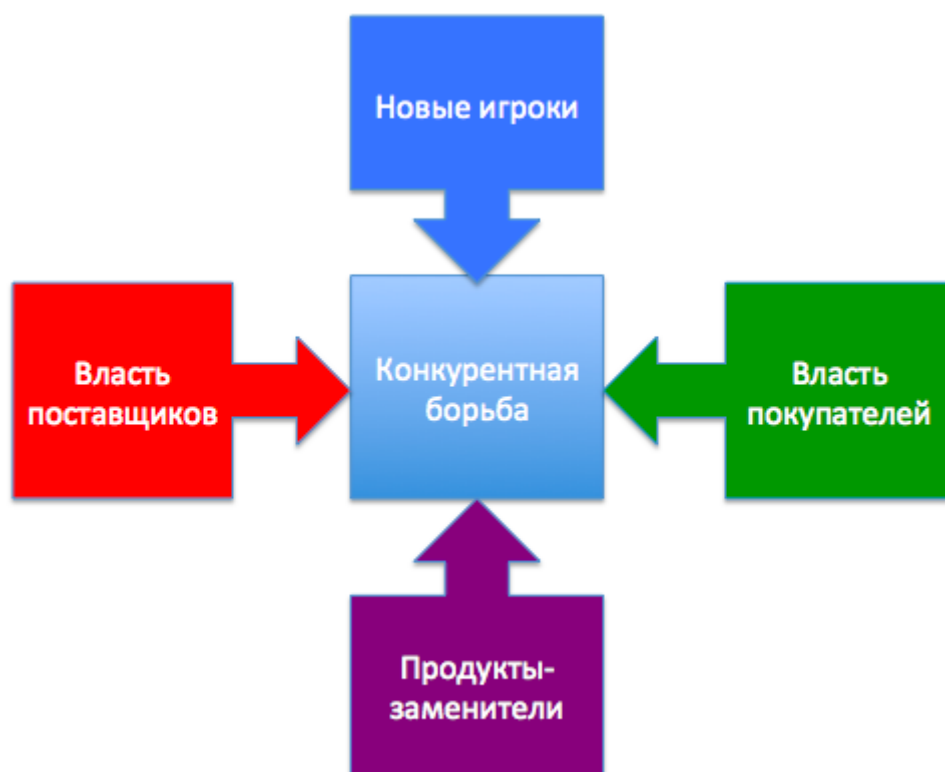 Новые игроки
Власть
поставщиков
Конкурентная
борьба
Власть
покупателей
Продукты-
заменители